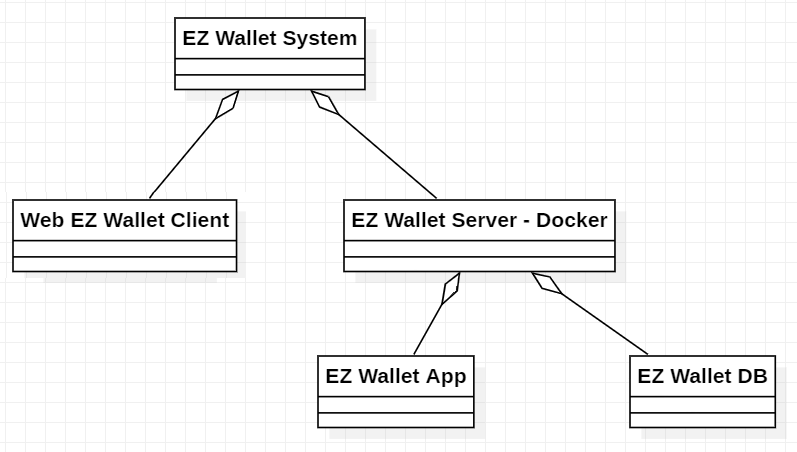 EZ Wallet System
Web EZ Wallet Client
EZ Wallet Server - Docker
EZ Wallet App
EZ Wallet DB